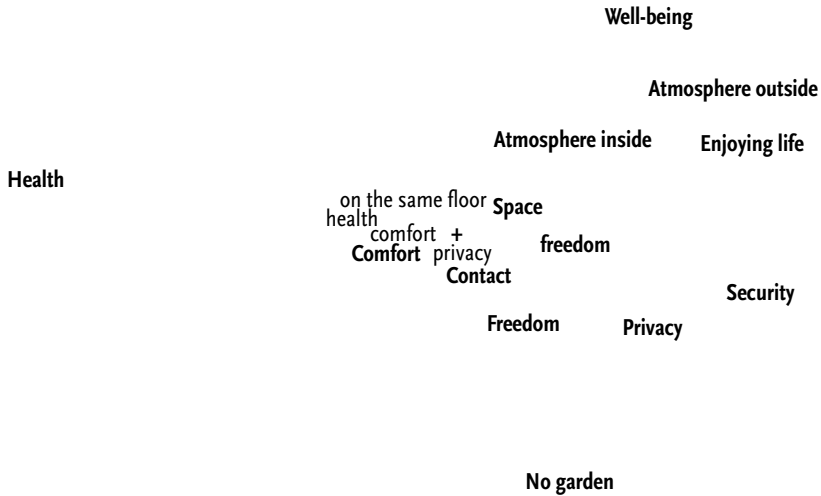 Well-being
Atmosphere outside
Atmosphere inside
Enjoying life
Health
on the same floor
Space
health
comfort +
freedom
Comfort privacy
Contact
Security
Freedom
Privacy
No garden